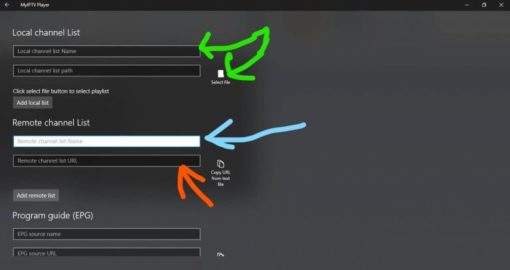 MyIPTV Player
Local channel List
Local channel list Name
Local channel list path
Select file
Click select file button to select playlist
Add local list
Remote channel List
Remote channel list Name
Remote channel list URL
Copy URL
from text
file
Add remote list
Program guide (EPG)
EPG source name
EPG source URL